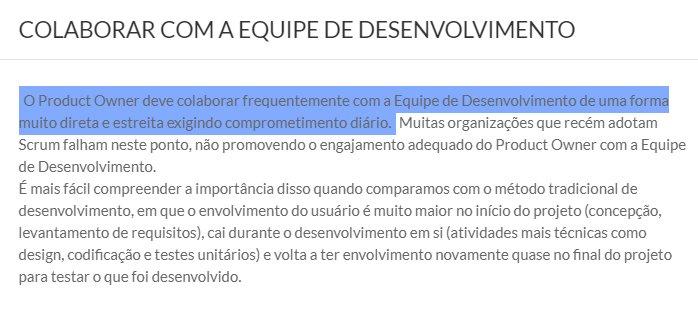 COLABORAR COM A EQUIPE DE DESENVOLVIMENTO
O Product Owner deve colaborar frequentemente com a Equipe de Desenvolvimento de uma forma
muito direta e estreita exigindo comprometimento diário. Muitas organizações que recém adotam
Scrum falham neste ponto, não promovendo o engajamento adequado do Product Owner com a Equipe
de Desenvolvimento.
É mais fácil compreender a importância disso quando comparamos com o método tradicional de
desenvolvimento, em que o envolvimento do usuário é muito maior no início do projeto (concepção,
levantamento de requisitos), cai durante o desenvolvimento em si (atividades mais técnicas como
design, codificação e testes unitários) e volta a ter envolvimento novamente quase no final do projeto
para testar o que foi desenvolvido.